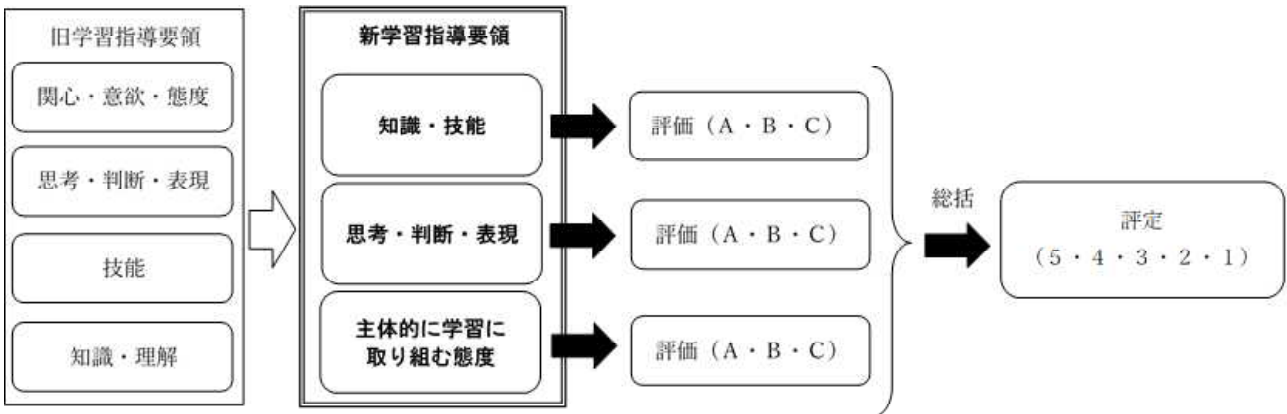 旧学習指導要領
関心・意欲・態度
思考・判断・表現
技能
知識・理解
新学習指導要領
知識・技能
思考・判断・表現
主体的に学習に
取り組む態度
評価（A・B・C）
評価（A・B・C）
評価（A・B・C）
総括
評定
（5・4・3・2・1）